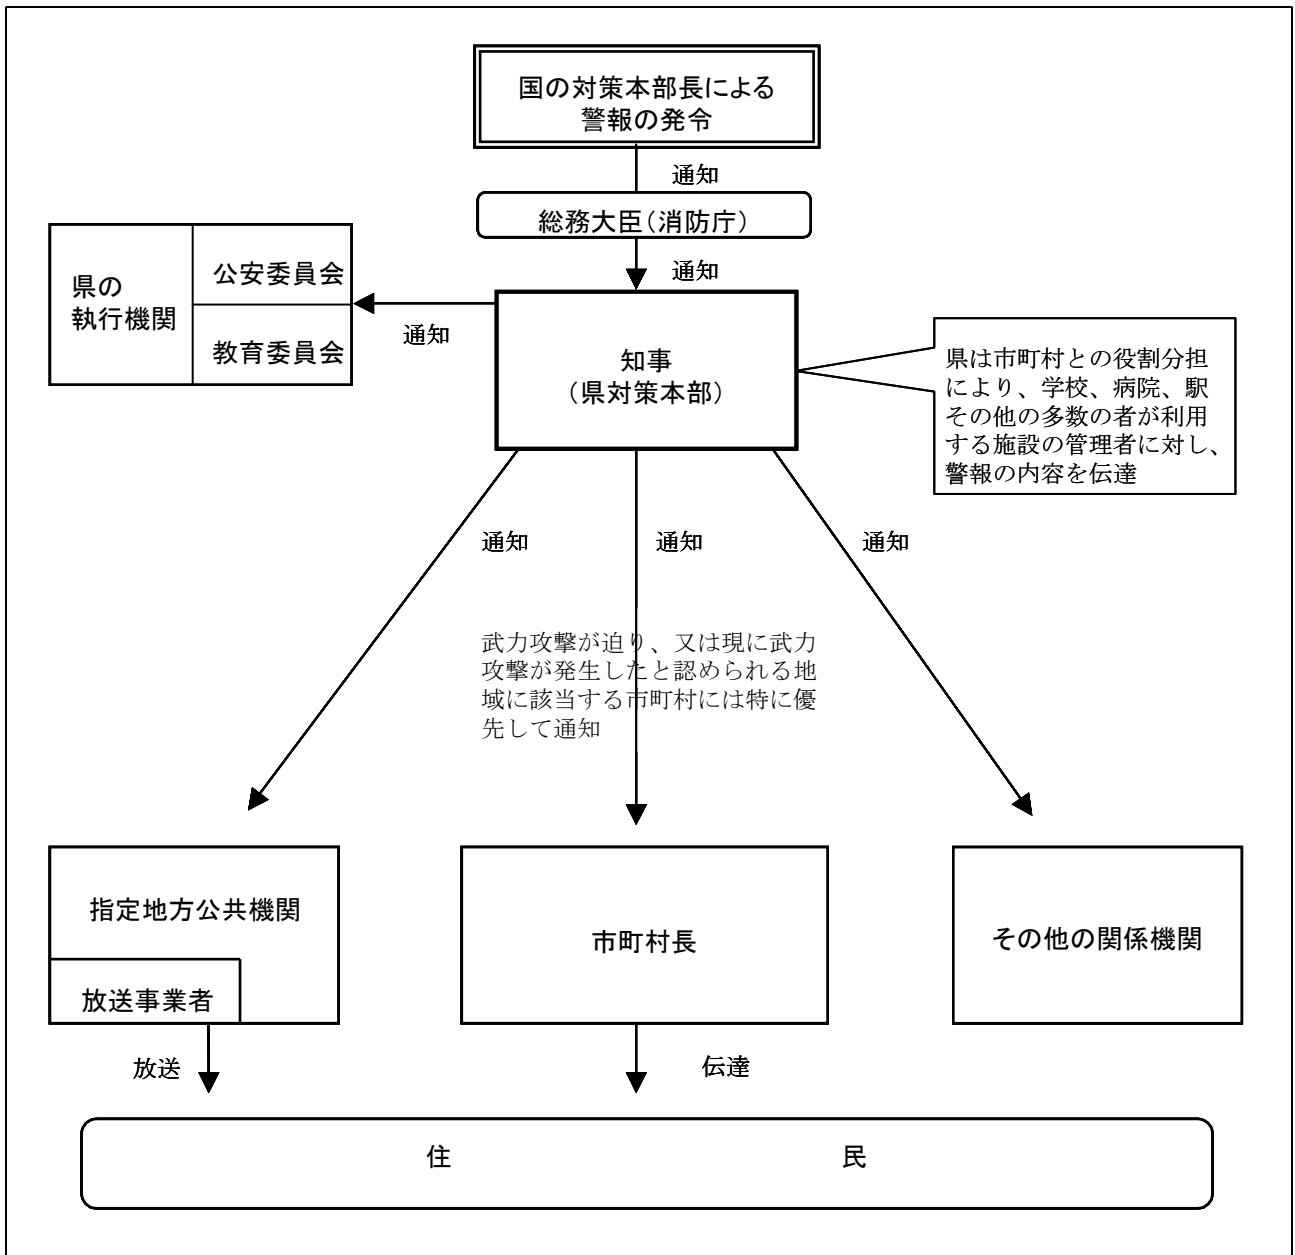 国の対策本部長による
警報の発令
通知
総務大臣（消防庁）
通知
県の
執行機関
公安委員会
教育委員会
通知
知事
（県対策本部）
県は市町村との役割分担
により、学校、病院、駅
その他の多数の者が利用
する施設の管理者に対し、
警報の内容を伝達
通知
通知
通知
武力攻撃が迫り、又は現に武力
攻撃が発生したと認められる地
域に該当する市町村には特に優
先して通知
指定地方公共機関
放送事業者
市町村長
その他の関係機関
放送
伝達
住民